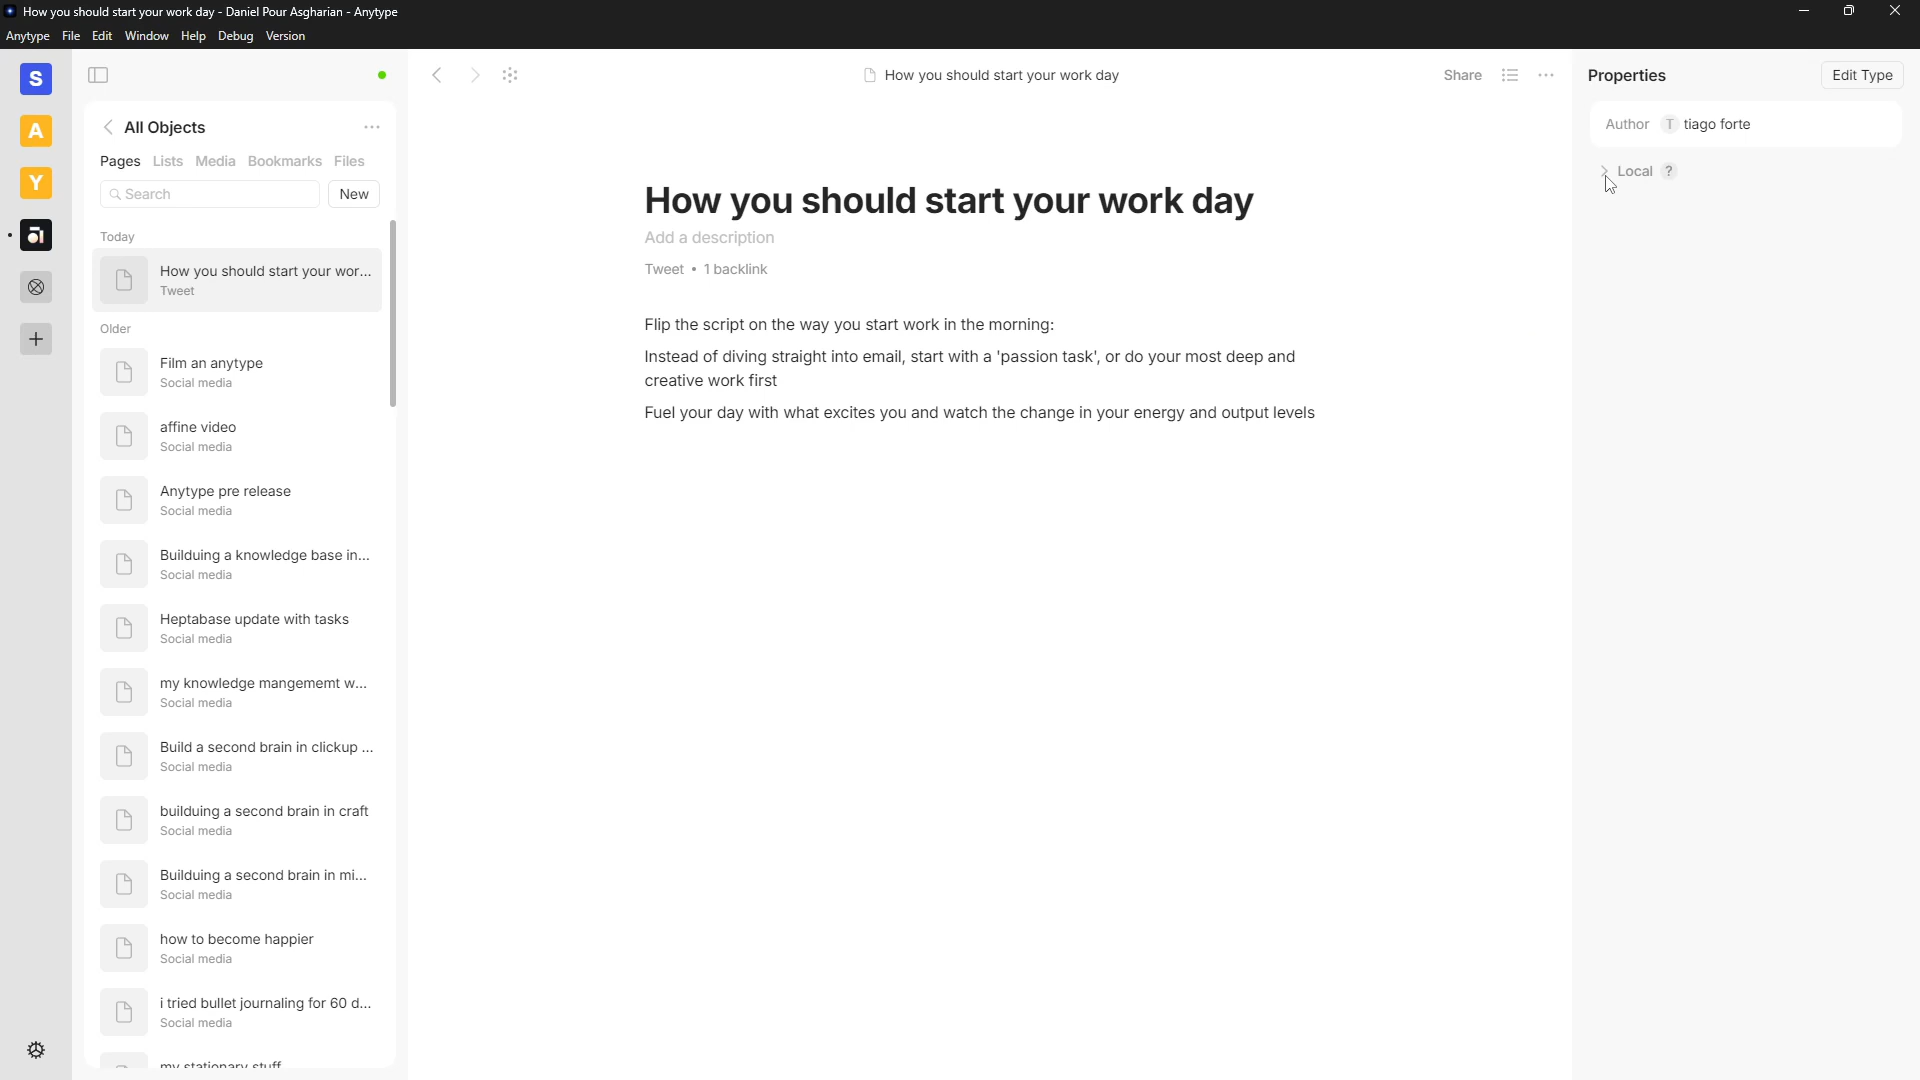 How you should start your work day - Daniel Pour Asgharian - Anytype
Anytype File Edit Window Help Debug Version
S
A
Y
All Objects
Pages Lists Media Bookmarks Files
Search
New
Today
How you should start your wor...
Tweet
Older
Film an anytype
Social media
affine video
Social media
Anytype pre release
Social media
Builduing a knowledge base in...
Social media
Heptabase update with tasks
Social media
my knowledge mangememt w...
Social media
Build a second brain in clickup ...
Social media
builduing a second brain in craft
Social media
Builduing a second brain in mi...
Social media
how to become happier
Social media
i tried bullet journaling for 60 d...
Social media
my stationary stuff
How you should start your work day
Share
How you should start your work day
Add a description
Tweet • 1 backlink
Flip the script on the way you start work in the morning:
Instead of diving straight into email, start with a 'passion task', or do your most deep and
creative work first
Fuel your day with what excites you and watch the change in your energy and output levels
Properties
Edit Type
Author T tiago forte
Local ?